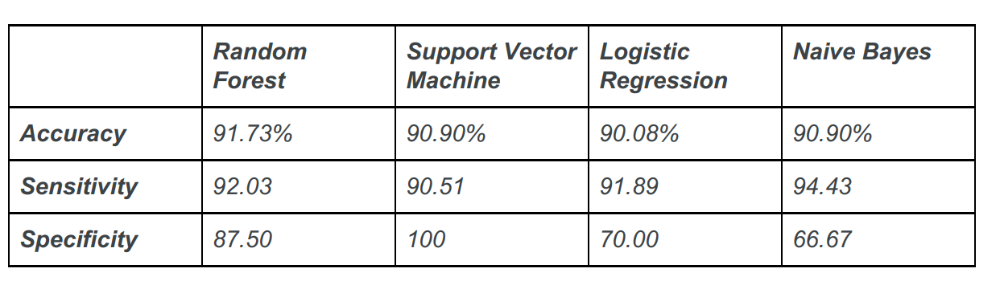 Random Forest | Support Vector Machine | Logistic Regression | Naive Bayes
Accuracy | 91.73% | 90.90% | 90.08% | 90.90%
Sensitivity | 92.03 | 90.51 | 91.89 | 94.43
Specificity | 87.50 | 100 | 70.00 | 66.67